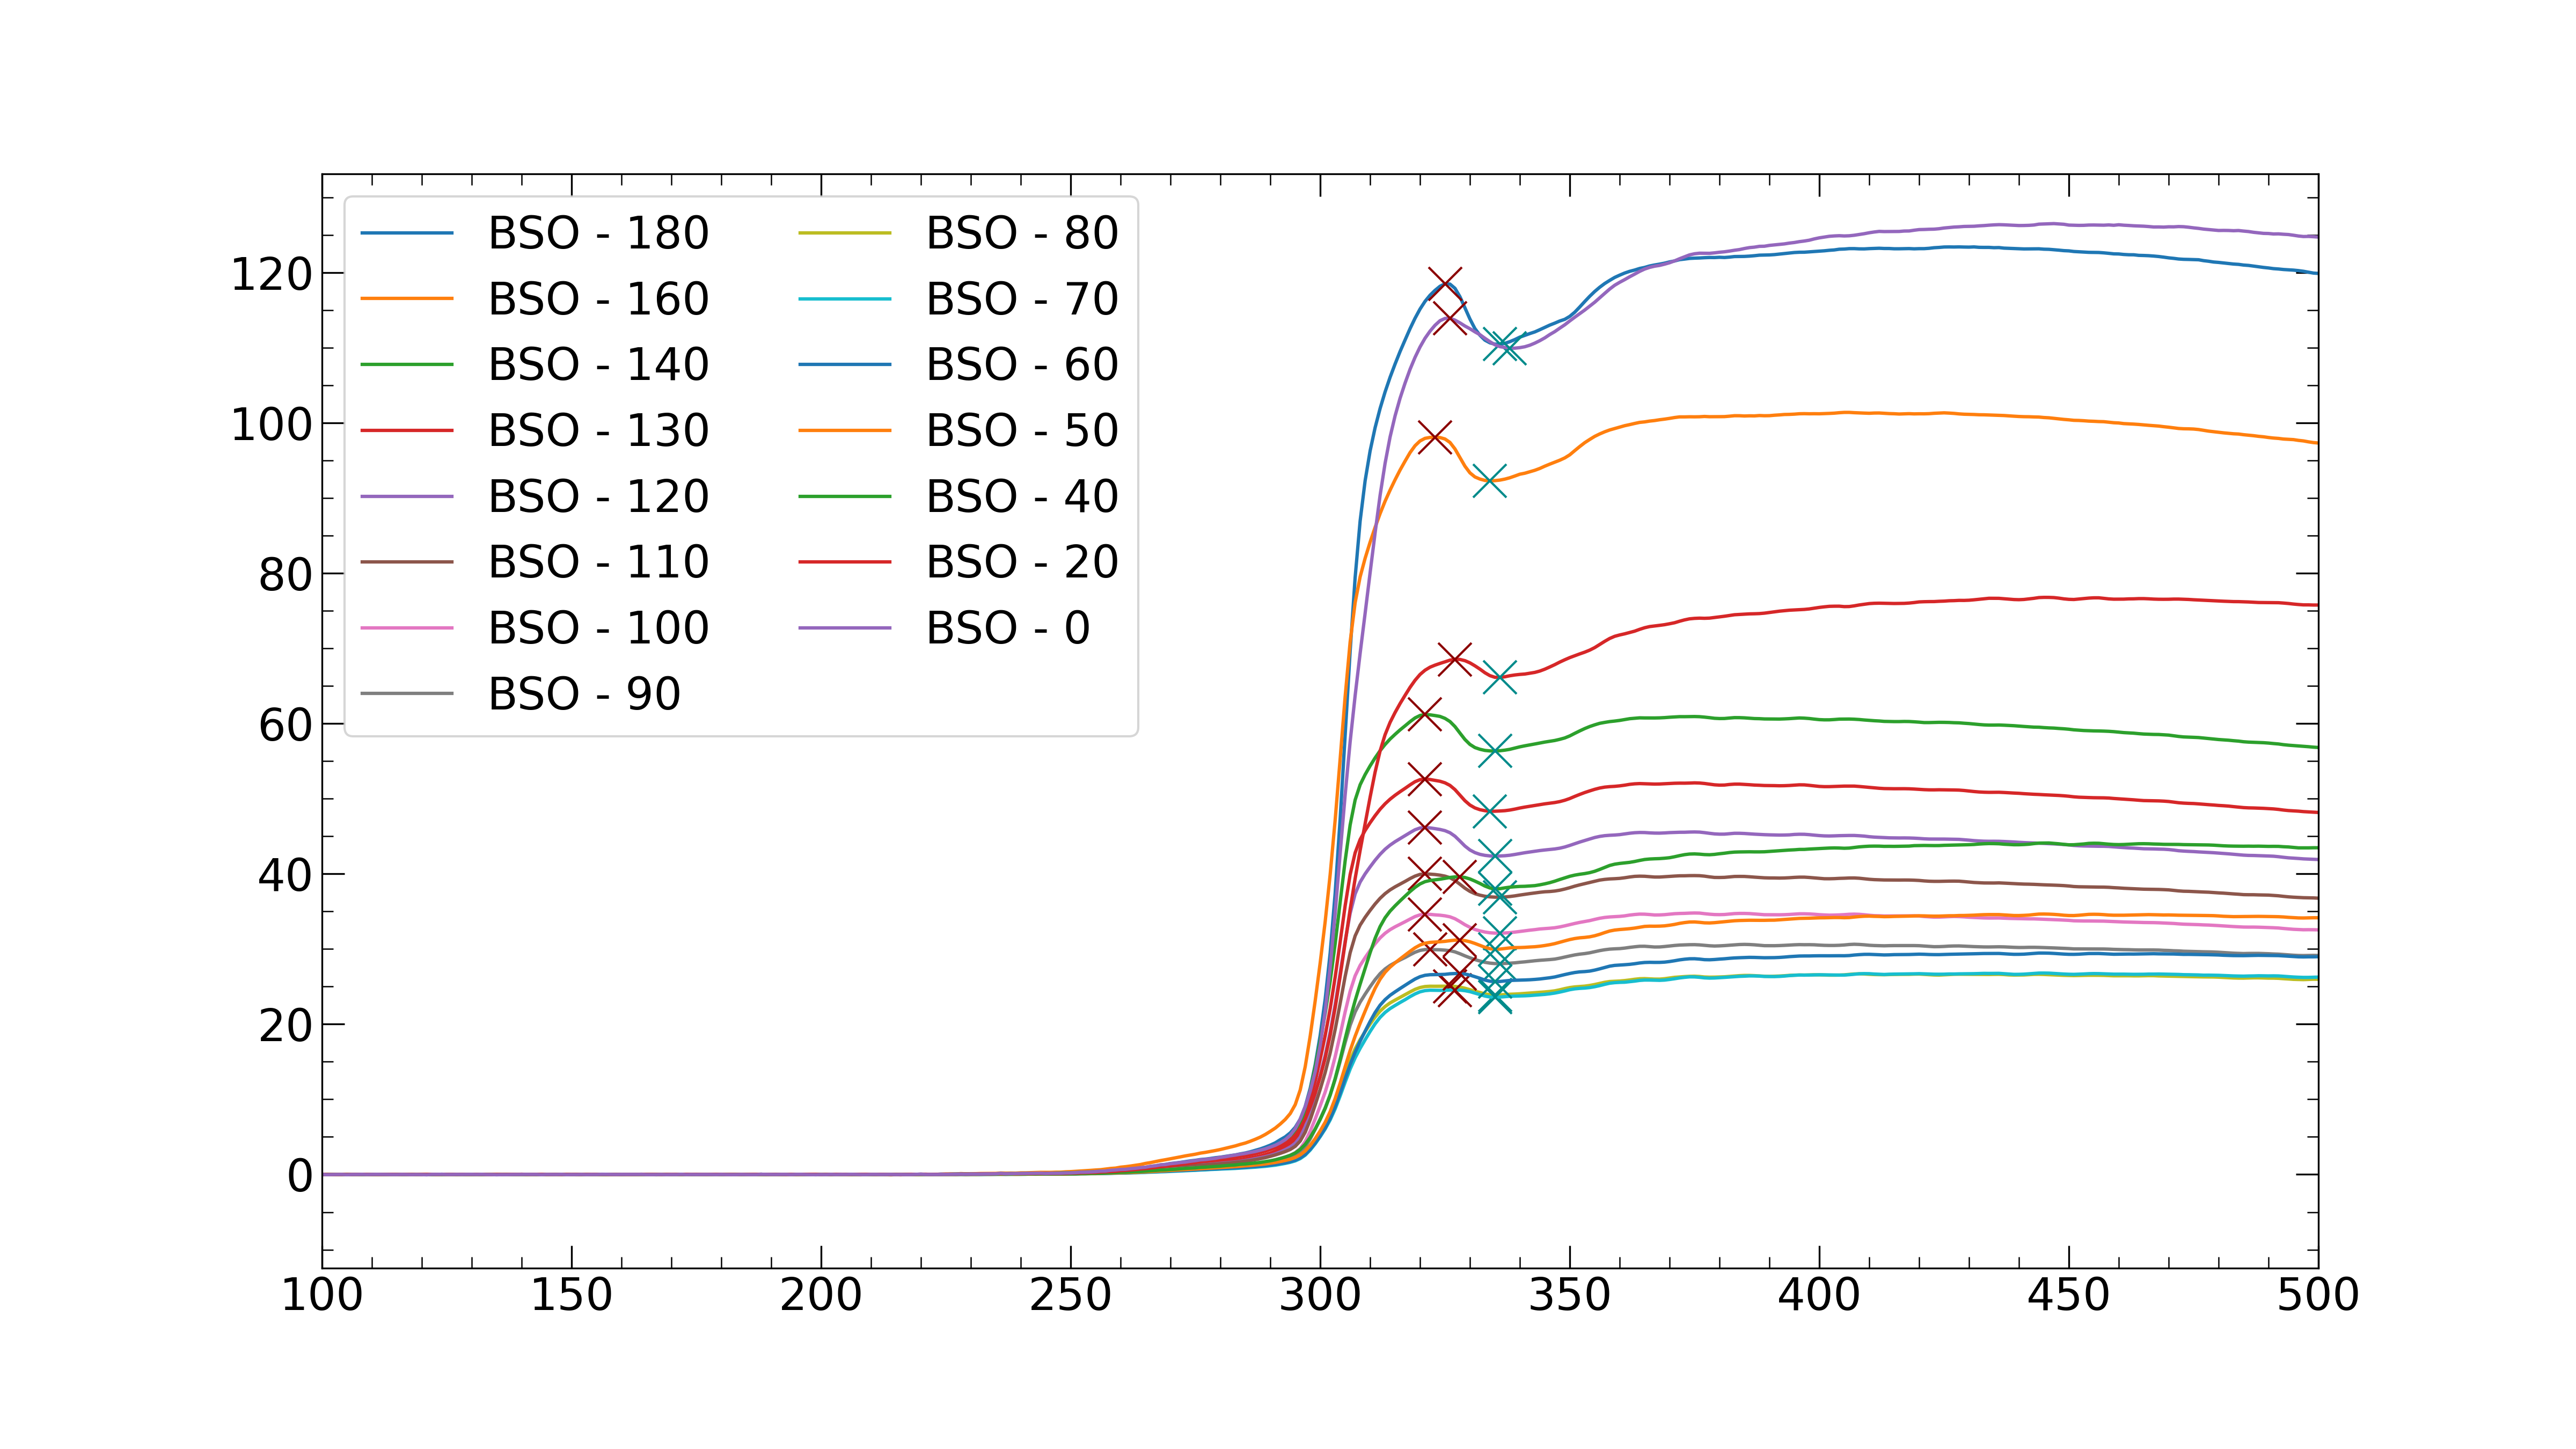 BSO - 180
BSO - 160
BSO - 140
BSO - 130
BSO - 120
BSO - 110
BSO - 100
BSO - 90
BSO - 80
BSO - 70
BSO - 60
BSO - 50
BSO - 40
BSO - 20
BSO - 0
120
100
80
60
40
20
0
100 150 200 250 300 350 400 450 500